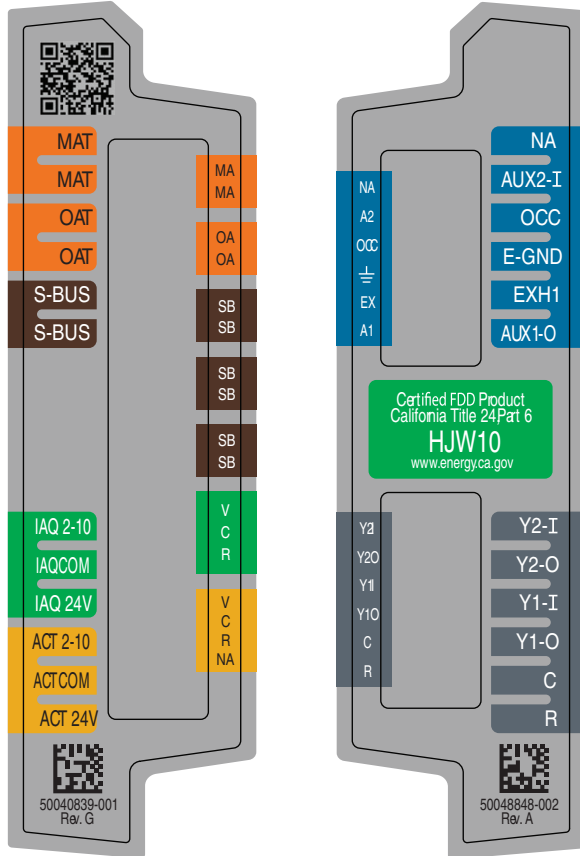 MAT
MAT
OAT
OAT
S-BUS
S-BUS
IAQ 2-10
IAQCOM
IAQ 24V
ACT 2-10
ACTCOM
ACT 24V
MA
MA
OA
OA
SB
SB
SB
SB
SB
SB
V
C
R
V
C
R
NA
50040839-001
Rev. G
NA
A2
OCC
EX
A1
NA
AUX2-I
OCC
E-GND
EXH1
AUX1-O
Certified FDD Product
California Title 24,Part 6
HJW10
www.energy.ca.gov
Y2I
Y2O
Y1I
Y1O
C
R
Y2-I
Y2-O
Y1-I
Y1-O
C
R
50048848-002
Rev. A